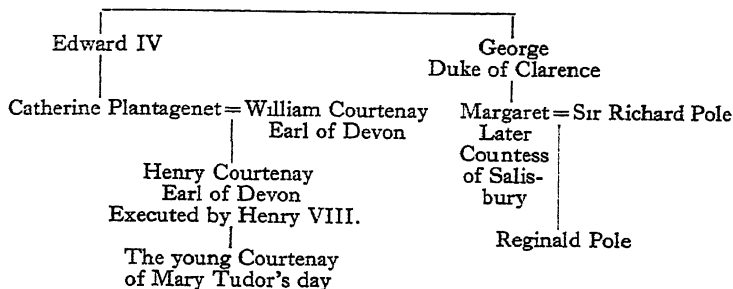 Edward IV
George
Duke of Clarence
Catherine Plantagenet=William Courtenay
Earl of Devon
Margaret=Sir Richard Pole
Later
Countess
of Salis-
bury
Henry Courtenay
Earl of Devon
Executed by Henry VIII.
Reginald Pole
The young Courtenay
of Mary Tudor's day